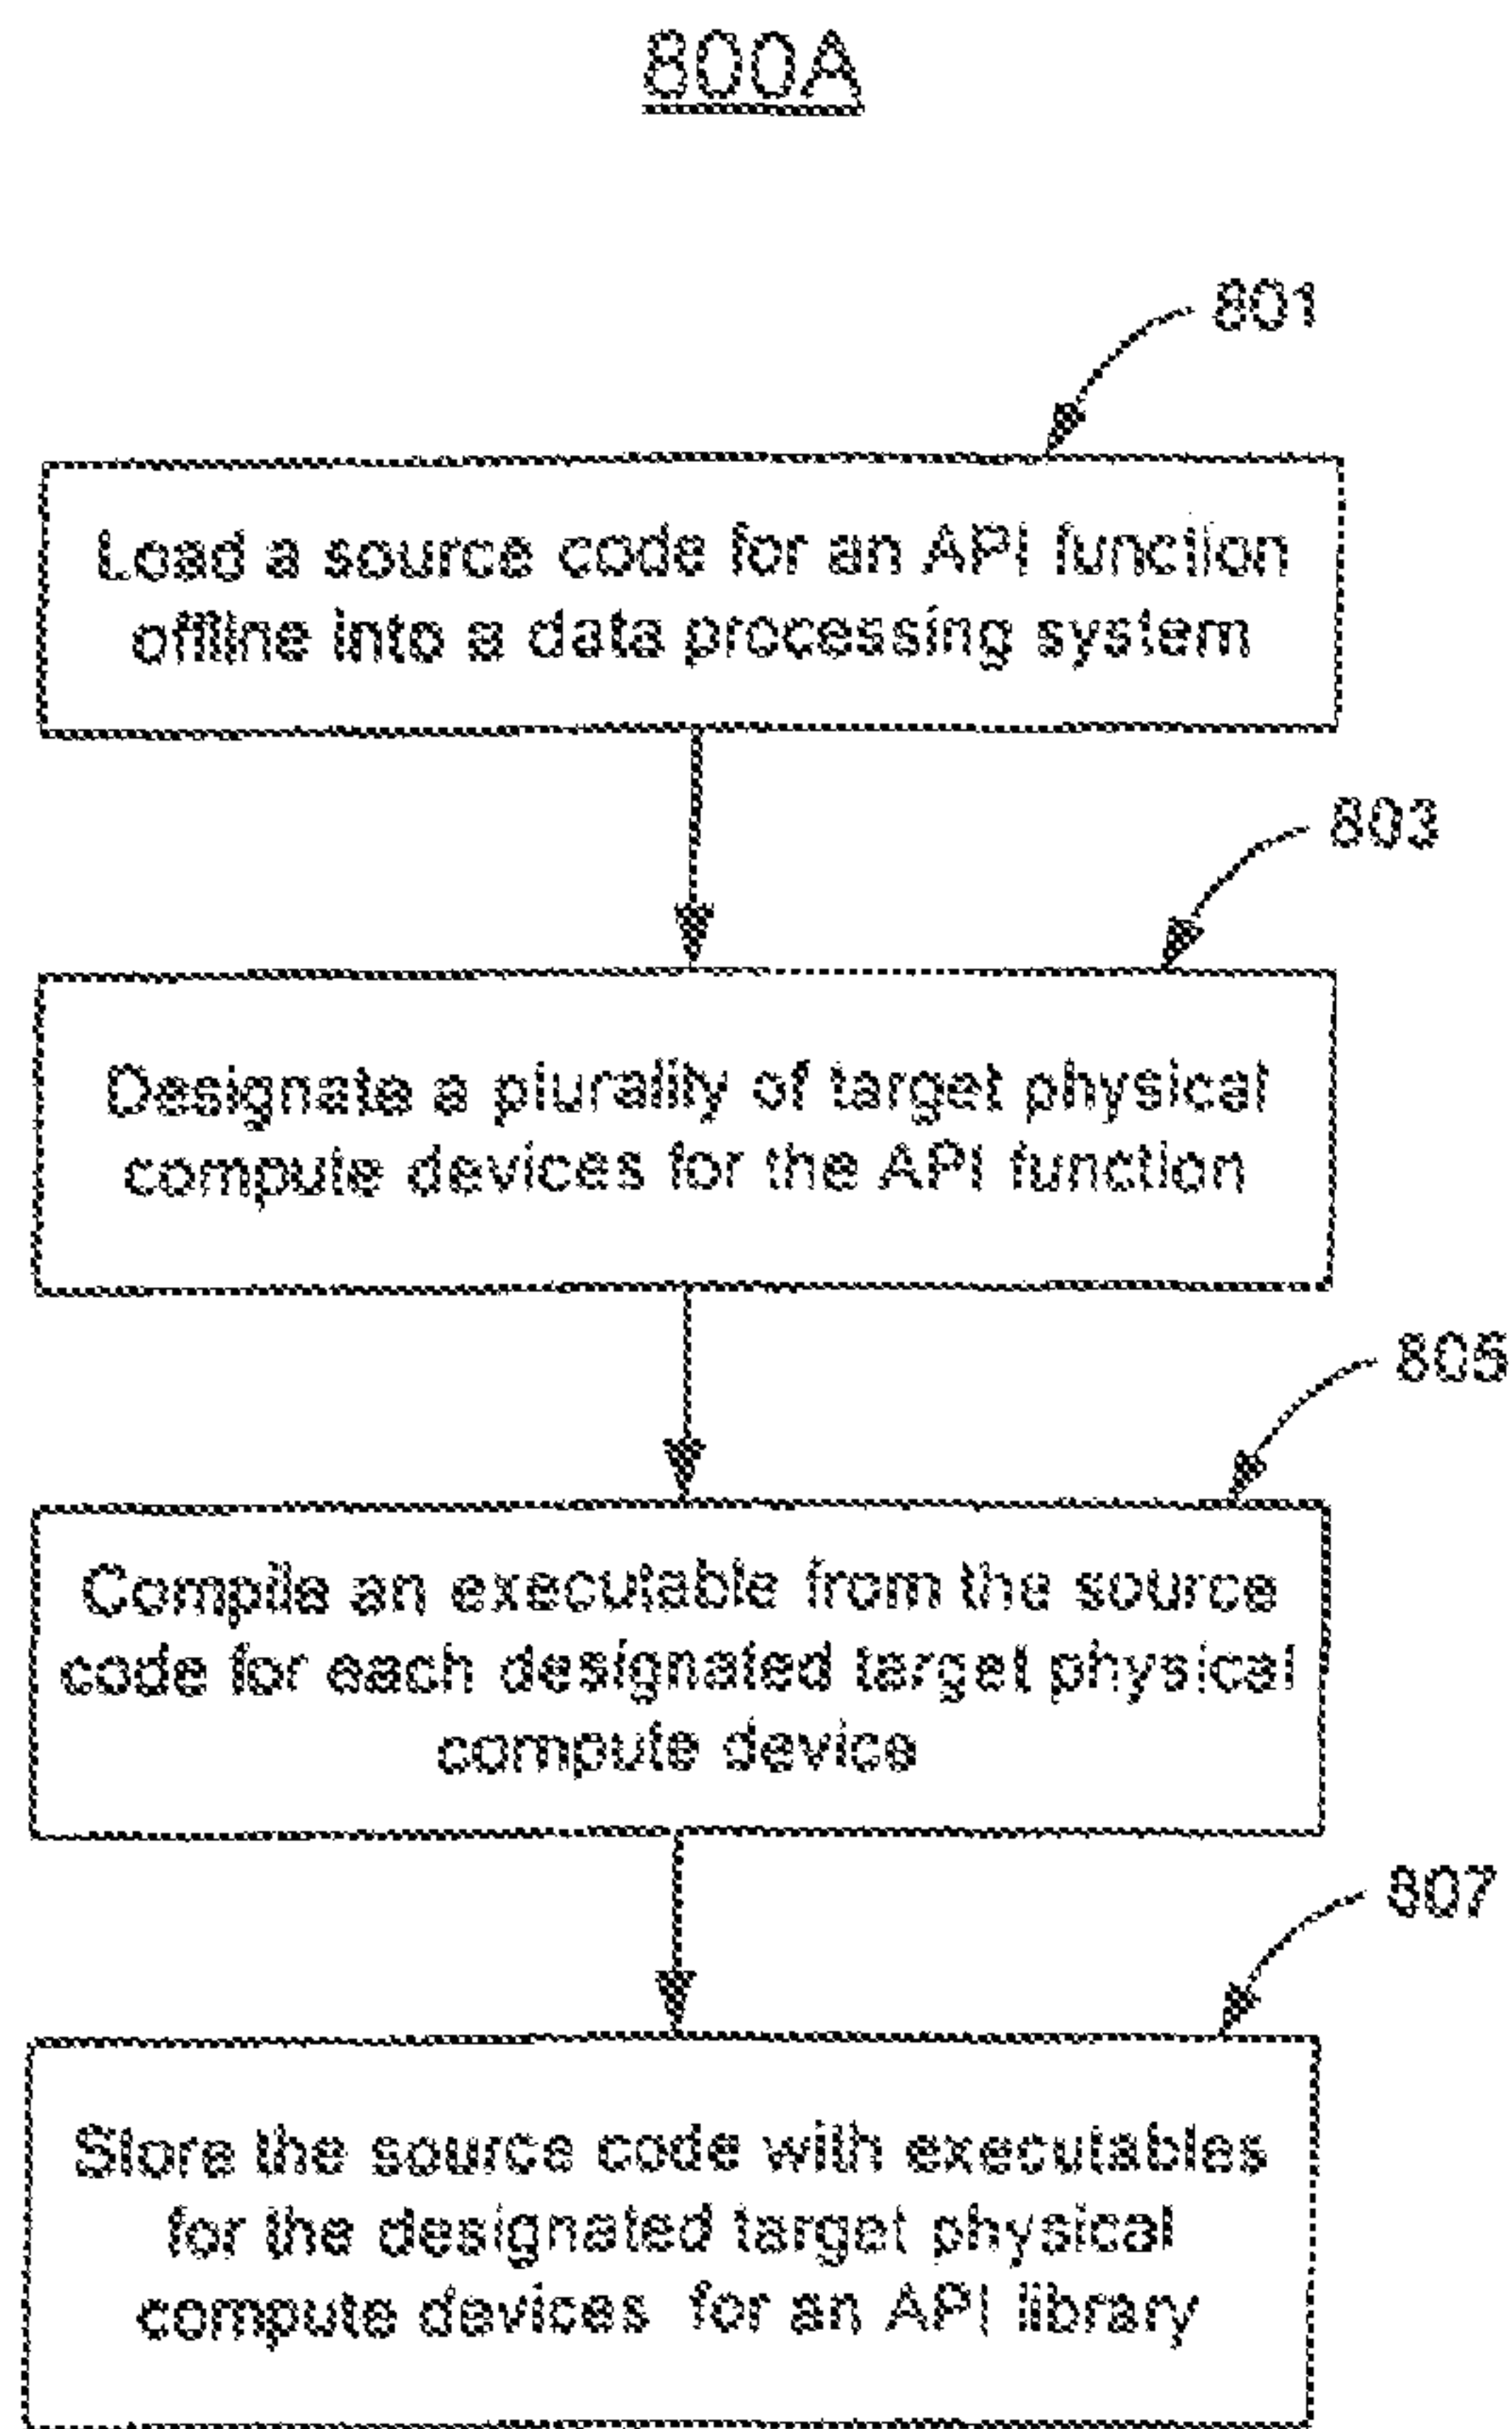 800A
801
Load a source code for an API function
offline into a data processing system
803
Designate a plurality of target physical
compute devices for the API function
805
Compile an executable from the source
code for each designated target physical
compute device
807
Store the source code with executables
for the designated target physical
compute devices for an API library